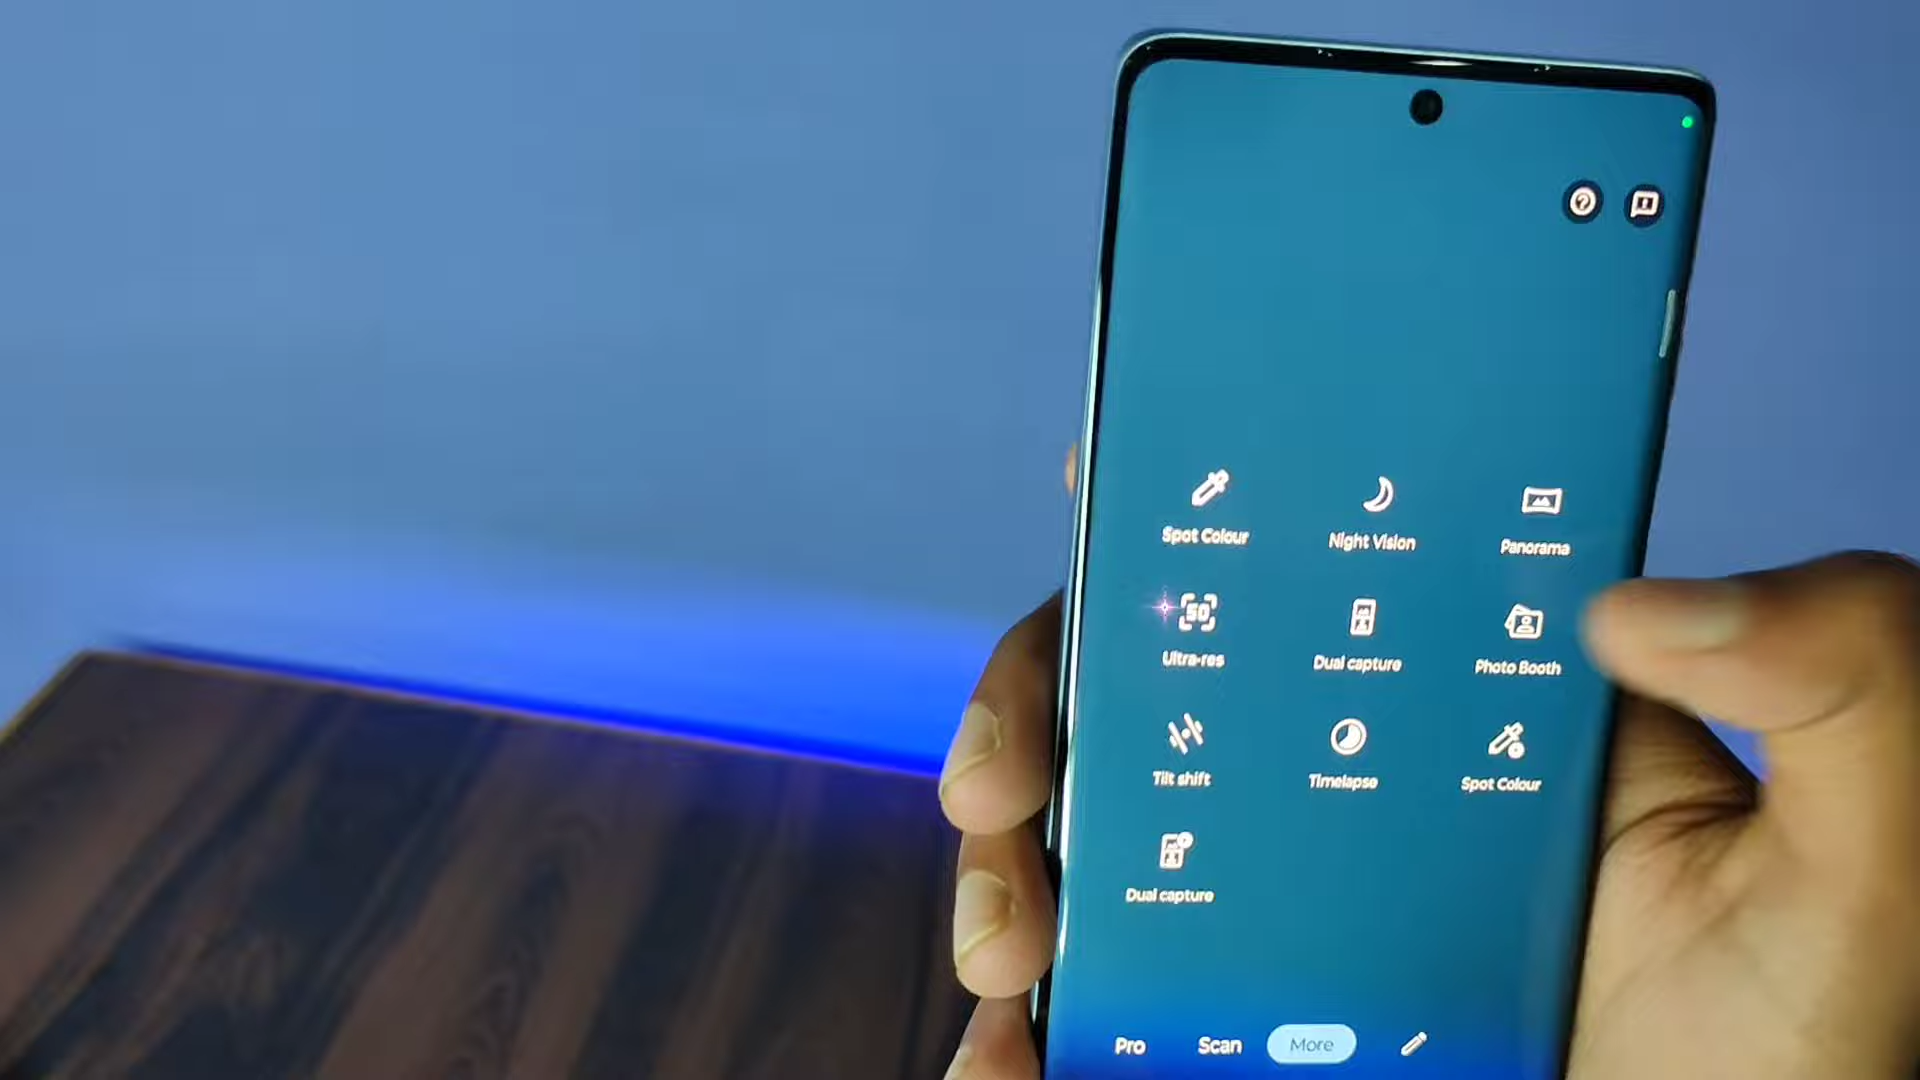 Spot Colour
Night Vision
Panorama
50
Ultra-res
Dual capture
Photo Booth
Tilt shift
Timelapse
Spot Colour
Dual capture
Pro
Scan
More